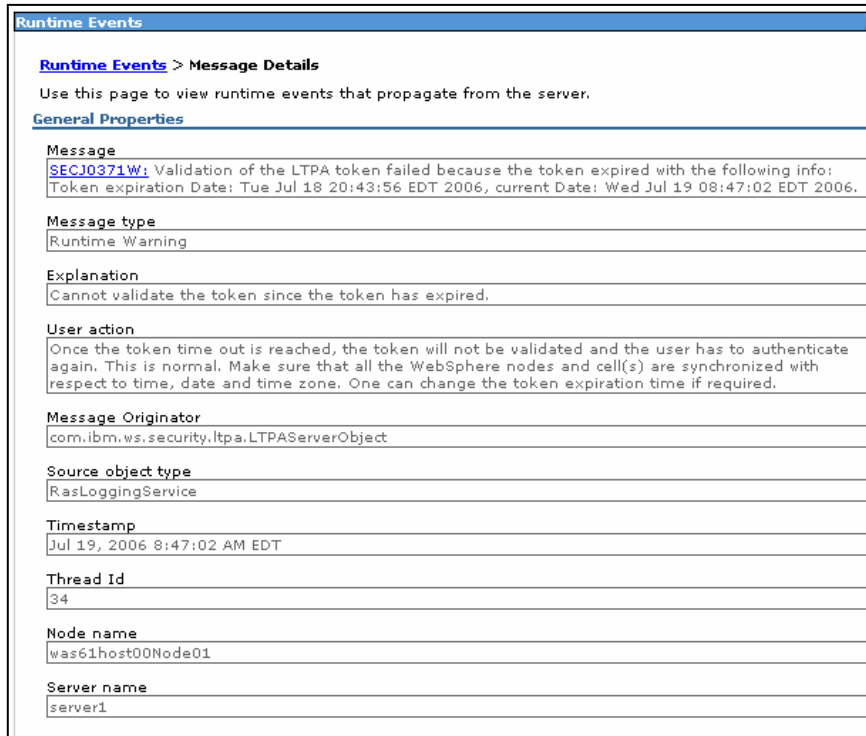 Runtime Events
Runtime Events > Message Details
Use this page to view runtime events that propagate from the server.
General Properties
Message
SECJ0371W: Validation of the LTPA token failed because the token expired with the following info:
Token expiration Date: Tue Jul 18 20:43:56 EDT 2006, current Date: Wed Jul 19 08:47:02 EDT 2006.
Message type
Runtime Warning
Explanation
Cannot validate the token since the token has expired.
User action
Once the token time out is reached, the token will not be validated and the user has to authenticate
again. This is normal. Make sure that all the WebSphere nodes and cell(s) are synchronized with
respect to time, date and time zone. One can change the token expiration time if required.
Message Originator
com.ibm.ws.security.ltpa.LTPAServerObject
Source object type
RasLoggingService
Timestamp
Jul 19, 2006 8:47:02 AM EDT
Thread Id
34
Node name
was61host00Node01
Server name
server1